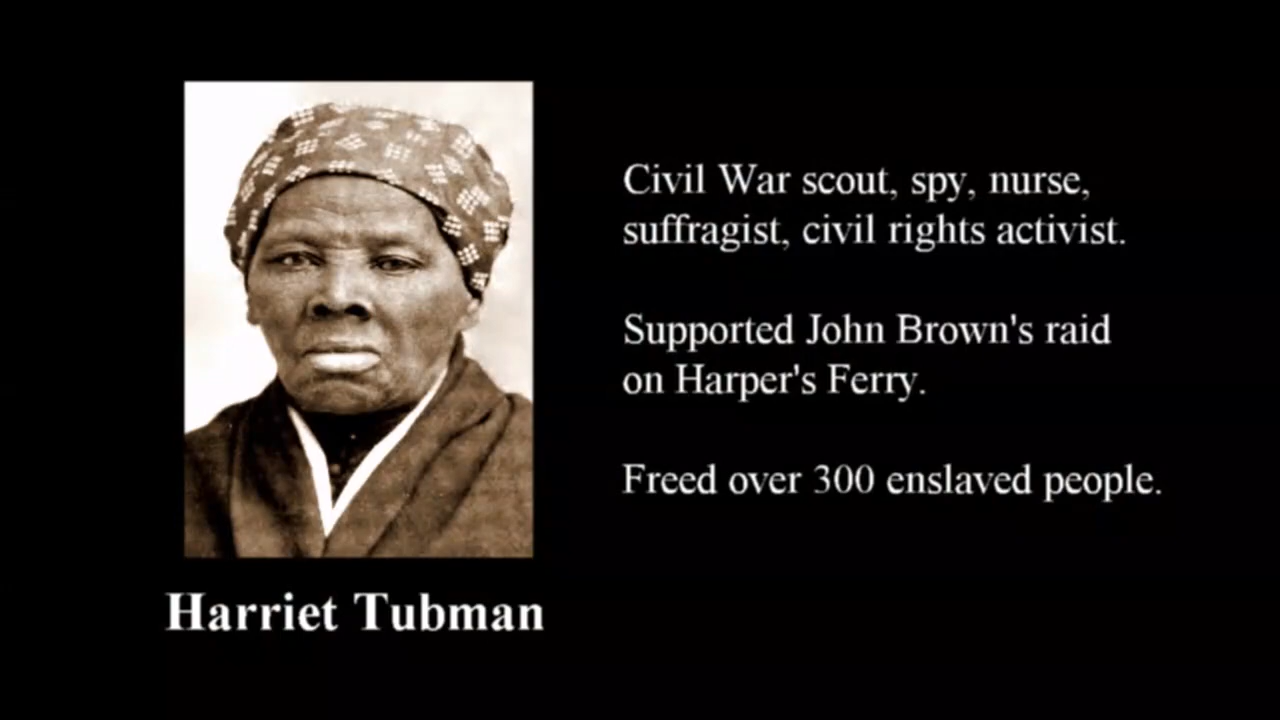 Civil War scout, spy, nurse,
suffragist, civil rights activist.
Supported John Brown's raid
on Harper's Ferry.
Freed over 300 enslaved people.
Harriet Tubman